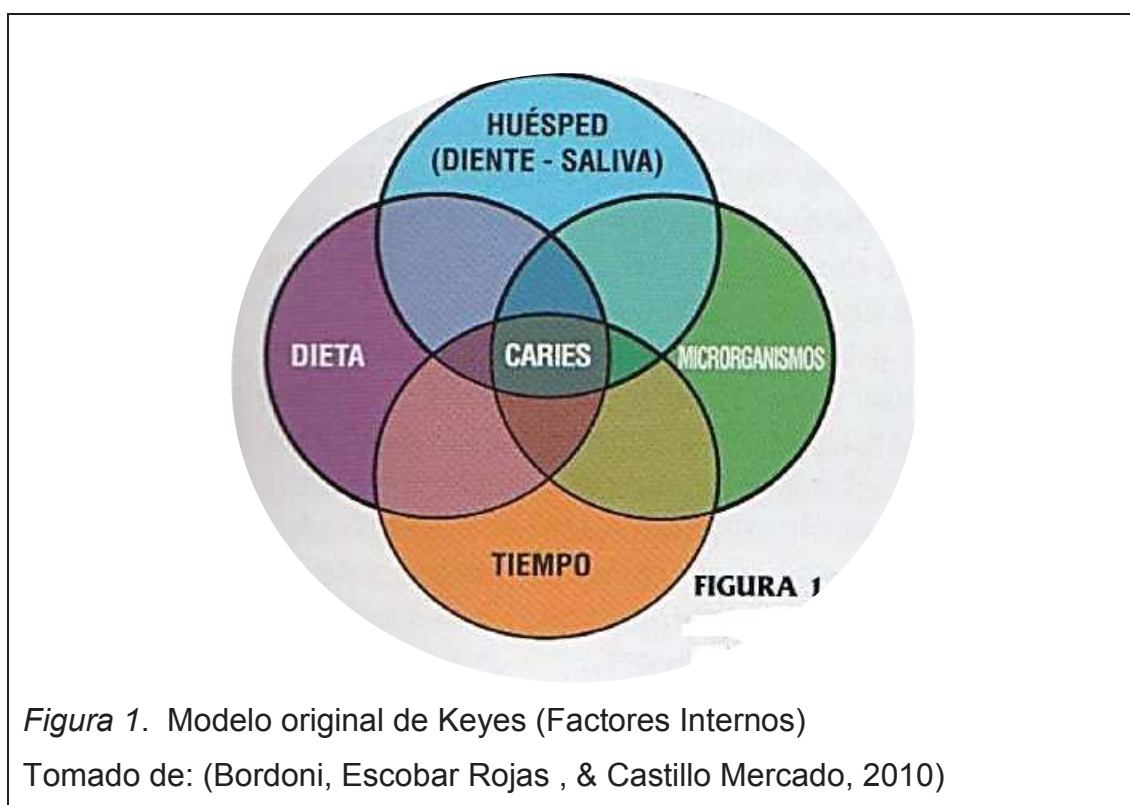 HUÉSPED
(DIENTE - SALIVA)
DIETA
CARIES
MICRORGANISMOS
TIEMPO
FIGURA 1
Figura 1. Modelo original de Keyes (Factores Internos)
Tomado de: (Bordoni, Escobar Rojas , & Castillo Mercado, 2010)